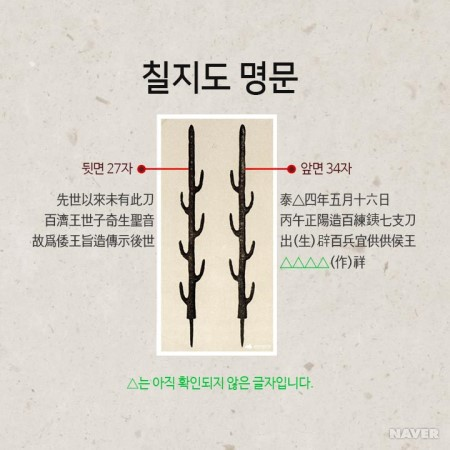 칠지도 명문
뒷면 27자
先世以來未有此刀
百濟王世子奇生聖音
故爲倭王旨造傳示後世
앞면 34자
泰△四年五月十六日
丙午正陽造百練銕七支刀
出(生)辟百兵宜供供侯王
△△△△(作)祥
△는 아직 확인되지 않은 글자입니다.
NAVER